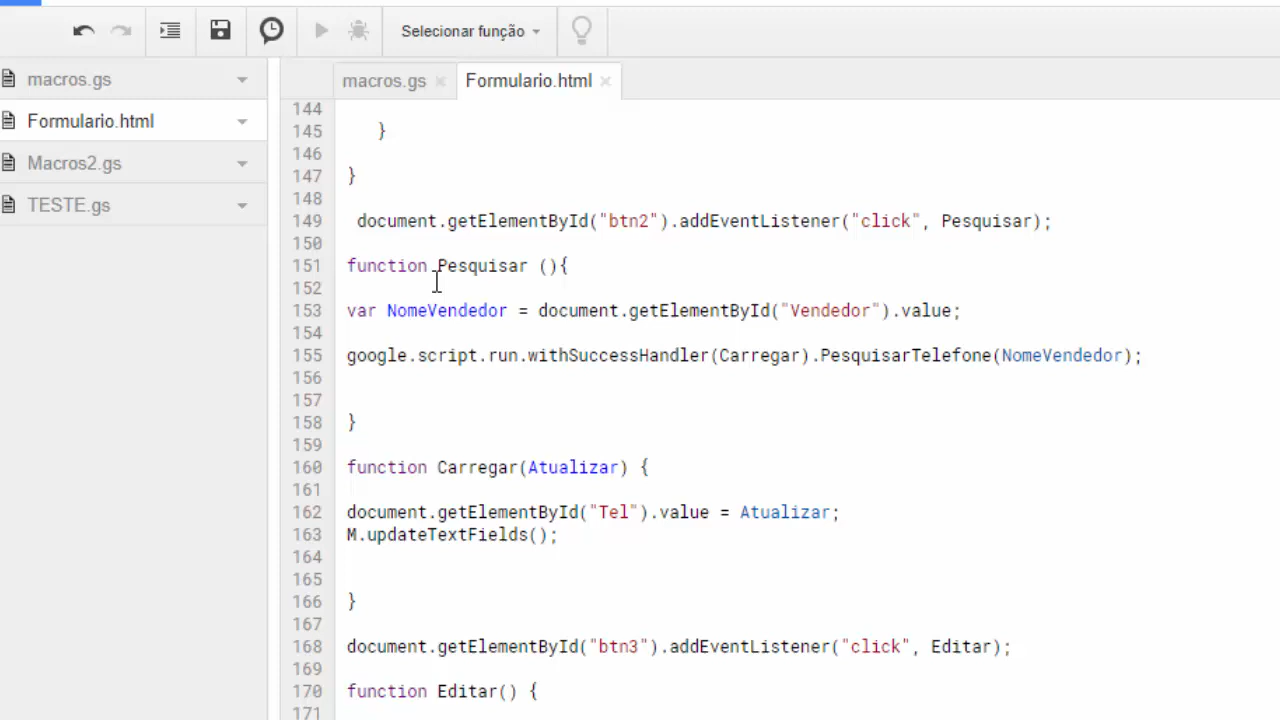 Selecionar função
macros.gs
Formulario.html
Macros2.gs
TESTE.gs
macros.gs ×
Formulario.html ×
144
145 }
146
147 }
148
149 document.getElementById("btn2").addEventListener("click", Pesquisar);
150
151 function Pesquisar (){
152
153 var NomeVendedor = document.getElementById("Vendedor").value;
154
155 google.script.run.withSuccessHandler(Carregar).PesquisarTelefone(NomeVendedor);
156
157
158 }
159
160 function Carregar(Atualizar) {
161
162 document.getElementById("Tel").value = Atualizar;
163 M.updateTextFields();
164
165
166 }
167
168 document.getElementById("btn3").addEventListener("click", Editar);
169
170 function Editar() {
171